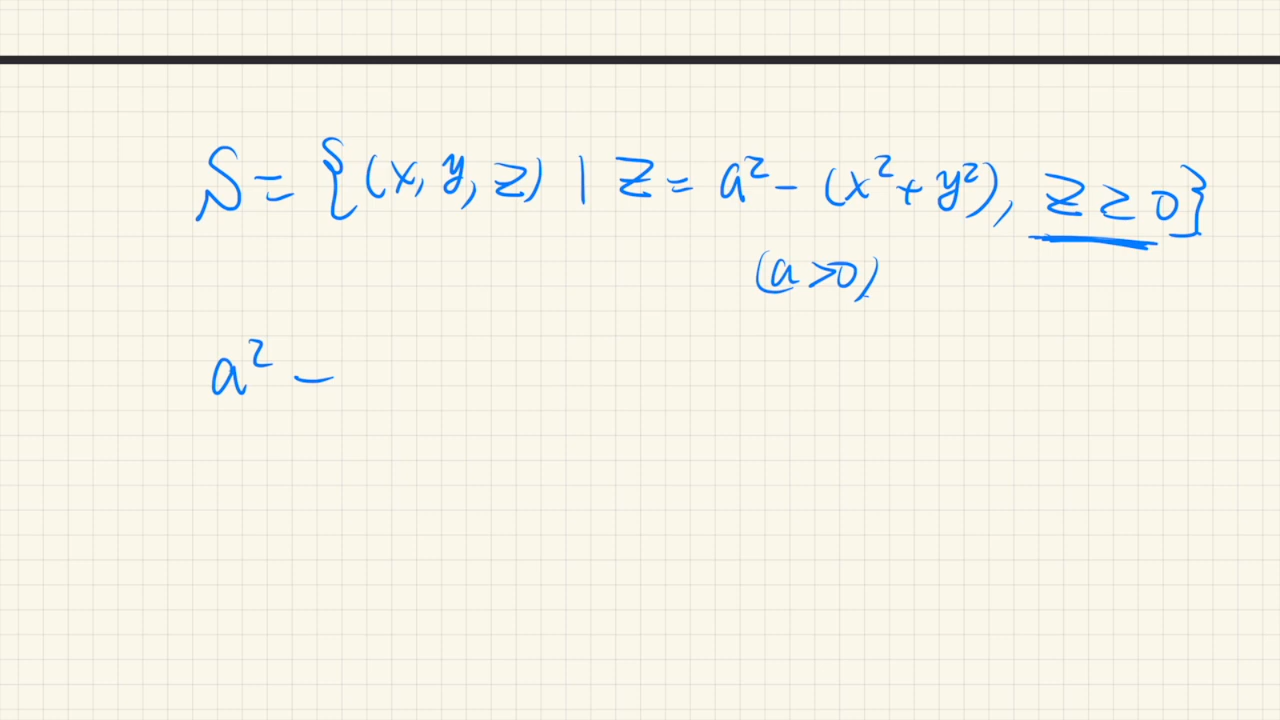 S = {(x, y, z) | z = a² - (x² + y²), z ≥ 0}
(a > 0)
a² -